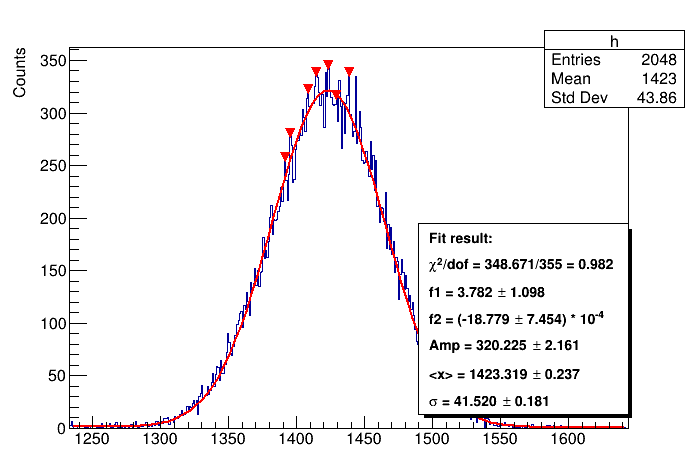 h
Entries 2048
Mean 1423
Std Dev 43.86
Counts
350
300
250
200
150
100
50
0
Fit result:
χ²/dof = 348.671/355 = 0.982
f1 = 3.782 ± 1.098
f2 = (-18.779 ± 7.454) * 10⁻⁴
Amp = 320.225 ± 2.161
<x> = 1423.319 ± 0.237
σ = 41.520 ± 0.181
1250 1300 1350 1400 1450 1500 1550 1600